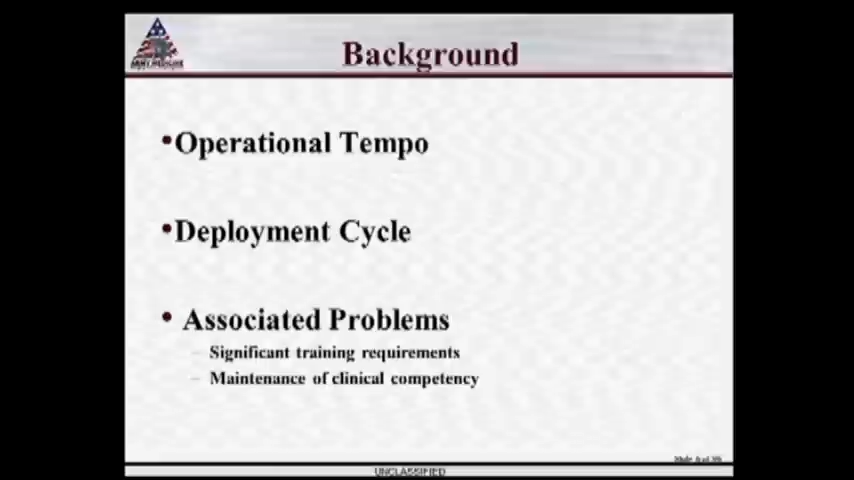 Background
•Operational Tempo
•Deployment Cycle
• Associated Problems
– Significant training requirements
– Maintenance of clinical competency
UNCLASSIFIED